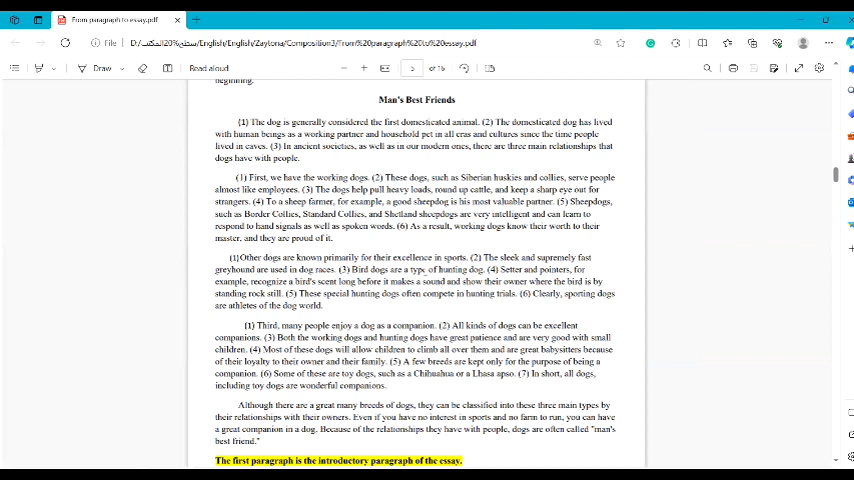 From paragraph to essay.pdf
File
D:/سطح%20المكتب/English/English/Zaytona/Composition3/From%20paragraph%20to%20essay.pdf
Draw
Read aloud
of 16
beginning.
Man's Best Friends
(1) The dog is generally considered the first domesticated animal. (2) The domesticated dog has lived
with human beings as a working partner and household pet in all eras and cultures since the time people
lived in caves. (3) In ancient societies, as well as in our modern ones, there are three main relationships that
dogs have with people.
(1) First, we have the working dogs. (2) These dogs, such as Siberian huskies and collies, serve people
almost like employees. (3) The dogs help pull heavy loads, round up cattle, and keep a sharp eye out for
strangers. (4) To a sheep farmer, for example, a good sheepdog is his most valuable partner. (5) Sheepdogs,
such as Border Collies, Standard Collies, and Shetland sheepdogs are very intelligent and can learn to
respond to hand signals as well as spoken words. (6) As a result, working dogs know their worth to their
master, and they are proud of it.
(1)Other dogs are known primarily for their excellence in sports. (2) The sleek and supremely fast
greyhound are used in dog races. (3) Bird dogs are a type of hunting dog. (4) Setter and pointers, for
example, recognize a bird's scent long before it makes a sound and show their owner where the bird is by
standing rock still. (5) These special hunting dogs often compete in hunting trials. (6) Clearly, sporting dogs
are athletes of the dog world.
(1) Third, many people enjoy a dog as a companion. (2) All kinds of dogs can be excellent
companions. (3) Both the working dogs and hunting dogs have great patience and are very good with small
children. (4) Most of these dogs will allow children to climb all over them and are great babysitters because
of their loyalty to their owner and their family. (5) A few breeds are kept only for the purpose of being a
companion. (6) Some of these are toy dogs, such as a Chihuahua or a Lhasa apso. (7) In short, all dogs,
including toy dogs are wonderful companions.
Although there are a great many breeds of dogs, they can be classified into these three main types by
their relationships with their owners. Even if you have no interest in sports and no farm to run, you can have
a great companion in a dog. Because of the relationships they have with people, dogs are often called "man's
best friend."
The first paragraph is the introductory paragraph of the essay.